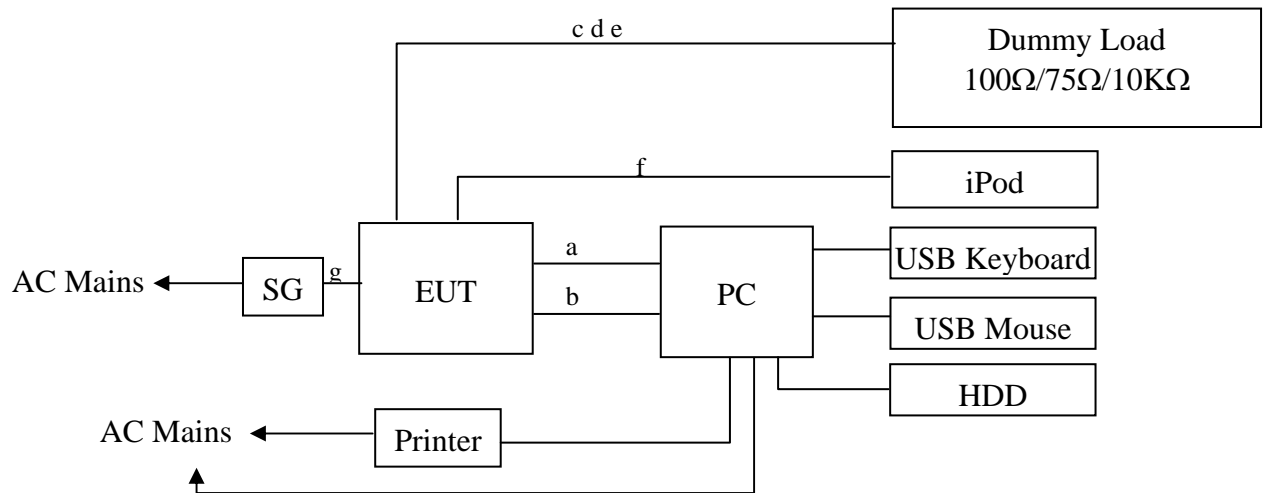 c d e
Dummy Load
100Ω/75Ω/10KΩ
f
iPod
a
USB Keyboard
AC Mains
SG
g
EUT
PC
b
USB Mouse
HDD
AC Mains
Printer